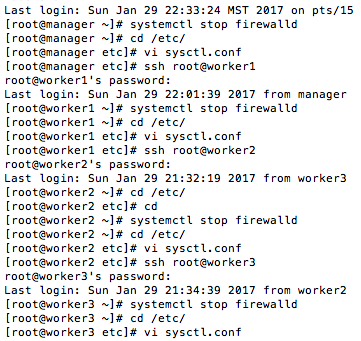 Last login: Sun Jan 29 22:33:24 MST 2017 on pts/15
[root@manager ~]# systemctl stop firewalld
[root@manager ~]# cd /etc/
[root@manager etc]# vi sysctl.conf
[root@manager etc]# ssh root@worker1
root@worker1's password:
Last login: Sun Jan 29 22:01:39 2017 from manager
[root@worker1 ~]# systemctl stop firewalld
[root@worker1 ~]# cd /etc/
[root@worker1 etc]# vi sysctl.conf
[root@worker1 etc]# ssh root@worker2
root@worker2's password:
Last login: Sun Jan 29 21:32:19 2017 from worker3
[root@worker2 ~]# cd /etc/
[root@worker2 etc]# cd
[root@worker2 ~]# systemctl stop firewalld
[root@worker2 ~]# cd /etc/
[root@worker2 etc]# vi sysctl.conf
[root@worker2 etc]# ssh root@worker3
root@worker3's password:
Last login: Sun Jan 29 21:34:39 2017 from worker2
[root@worker3 ~]# systemctl stop firewalld
[root@worker3 ~]# cd /etc/
[root@worker3 etc]# vi sysctl.conf